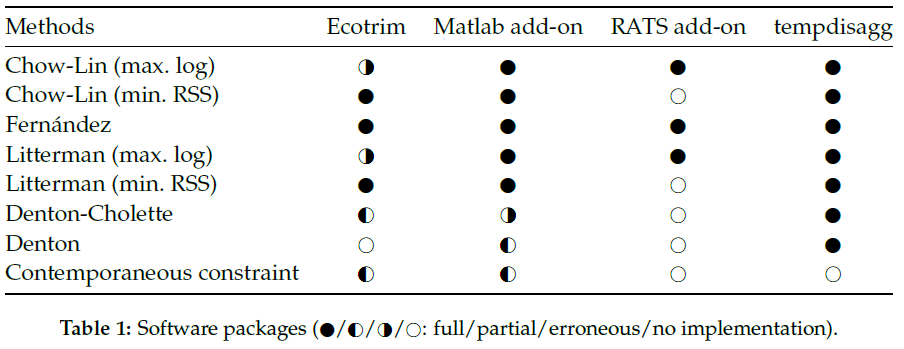 Methods Ecotrim Matlab add-on RATS add-on tempdisagg
Chow-Lin (max. log) ◑ ● ● ●
Chow-Lin (min. RSS) ● ● ○ ●
Fernández ● ● ● ●
Litterman (max. log) ◑ ● ● ●
Litterman (min. RSS) ● ● ○ ●
Denton-Cholette ◐ ◑ ○ ●
Denton ○ ◐ ○ ●
Contemporaneous constraint ◐ ◐ ○ ○
Table 1: Software packages (●/◐/◑/○: full/partial/erroneous/no implementation).